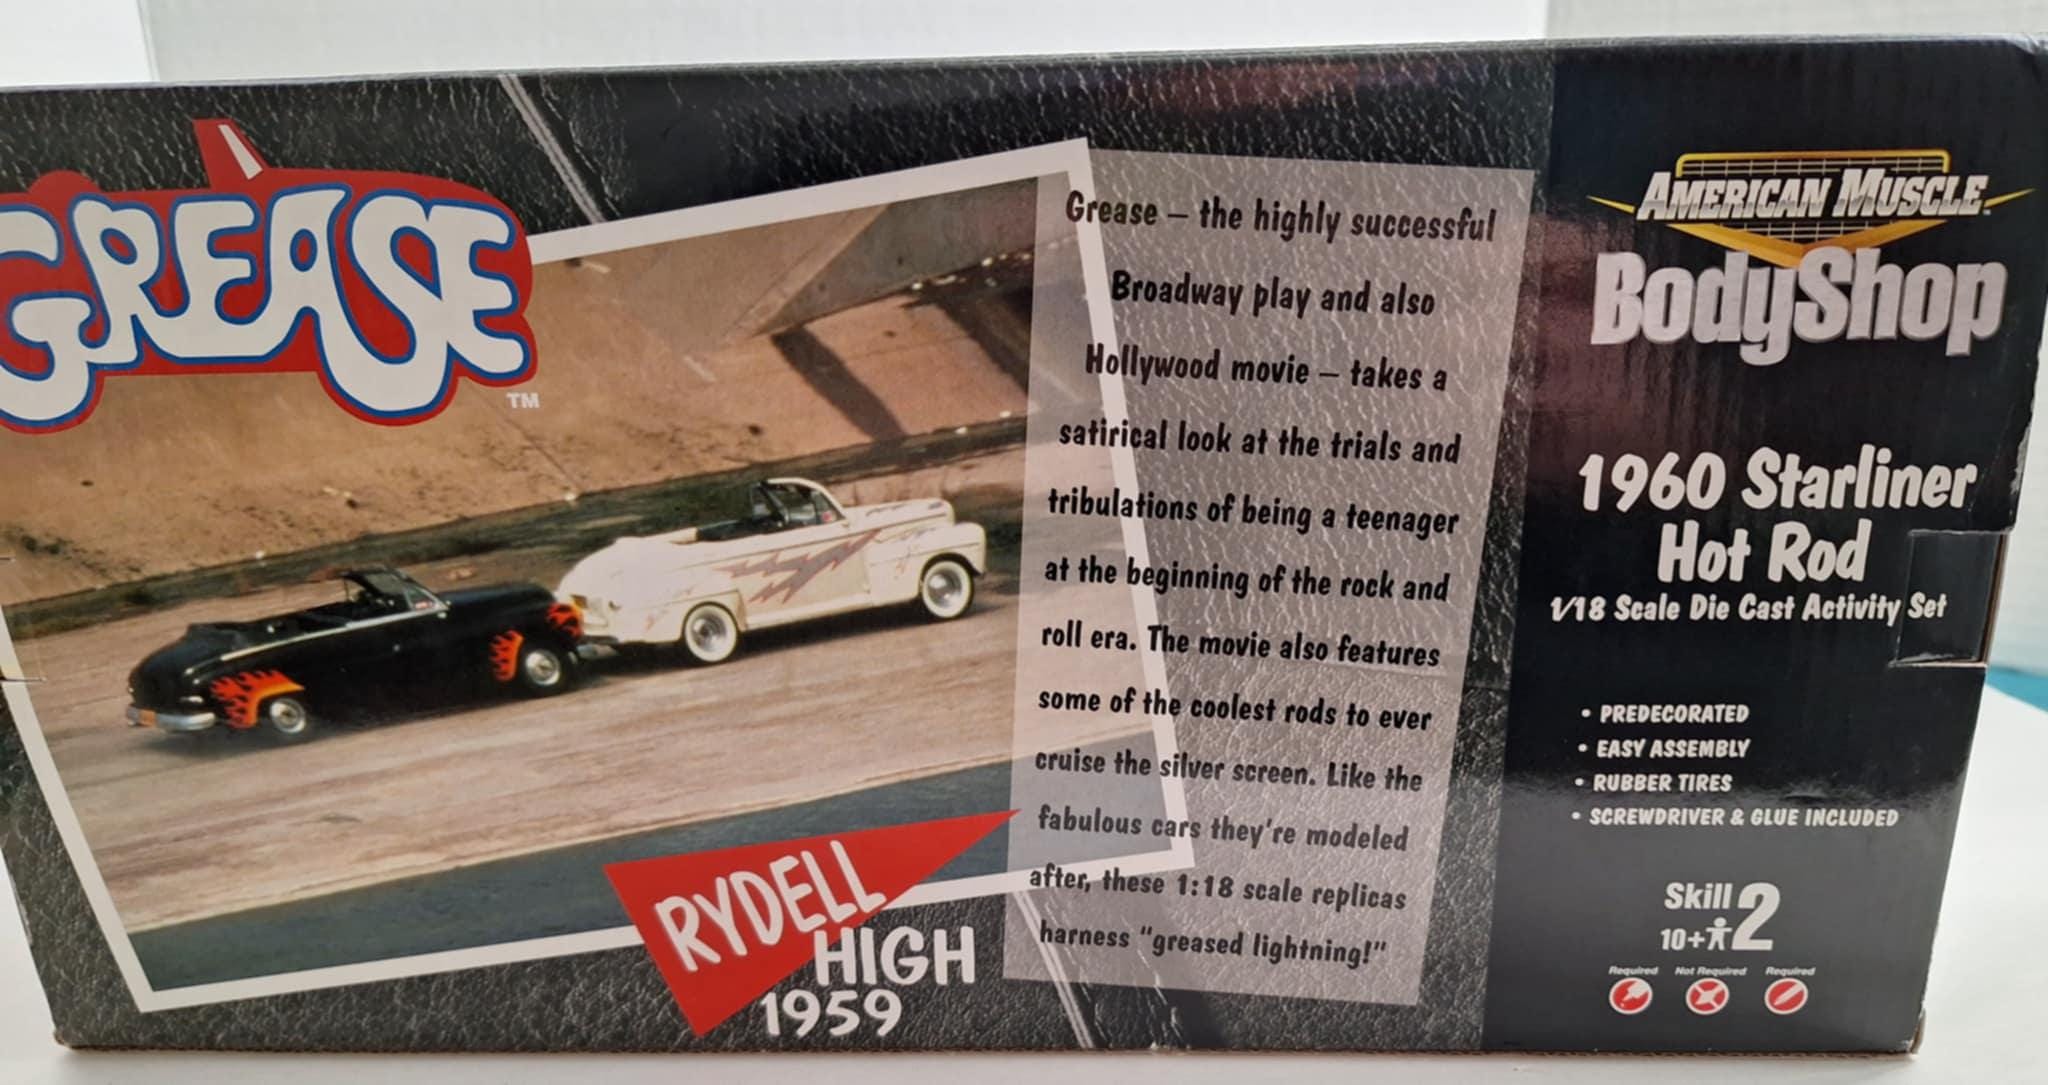 GREASE
TM
Grease – the highly successful
Broadway play and also
Hollywood movie – takes a
satirical look at the trials and
tribulations of being a teenager
at the beginning of the rock and
roll era. The movie also features
some of the coolest rods to ever
cruise the silver screen. Like the
fabulous cars they're modeled
after, these 1:18 scale replicas
harness "greased lightning!"
RYDELL
HIGH
1959
AMERICAN MUSCLE
BodyShop
1960 Starliner
Hot Rod
1/18 Scale Die Cast Activity Set
• PREDECORATED
• EASY ASSEMBLY
• RUBBER TIRES
• SCREWDRIVER & GLUE INCLUDED
Skill 2
10+
Required Not Required Required